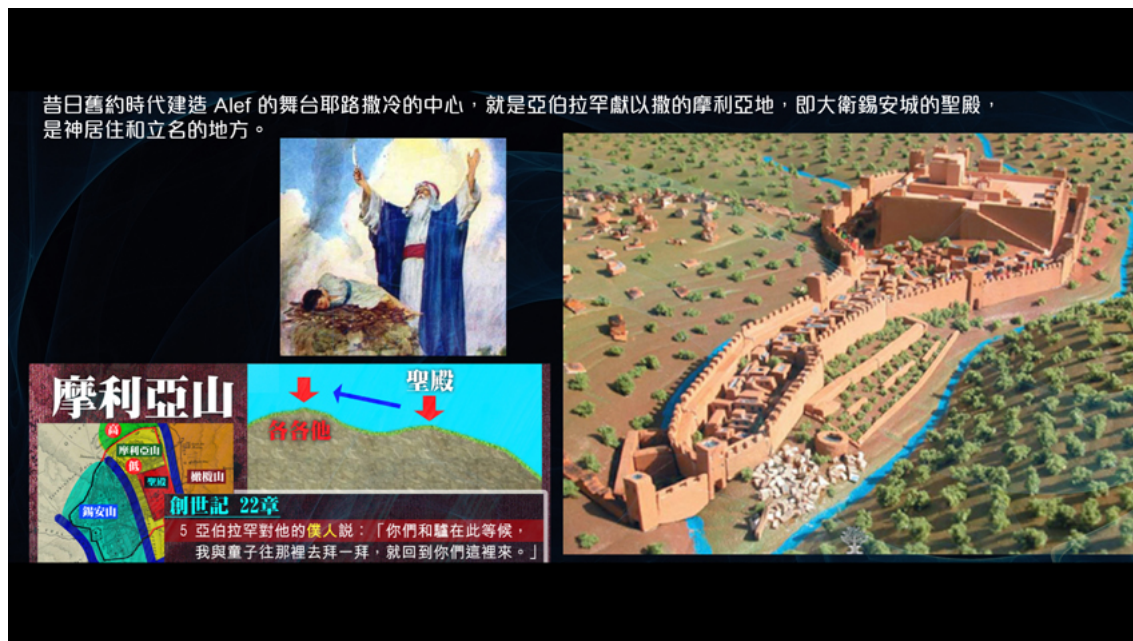 昔日舊約時代建造 Alef 的舞台耶路撒冷的中心，就是亞伯拉罕獻以撒的摩利亞地，即大衛錫安城的聖殿，
是神居住和立名的地方。
摩利亞山
聖殿
各各他
高
摩利亞山
低
聖殿
橄欖山
錫安山
創世記 22章
5 亞伯拉罕對他的僕人說：「你們和驢在此等候，
我與童子往那裡去拜一拜，就回到你們這裡來。」